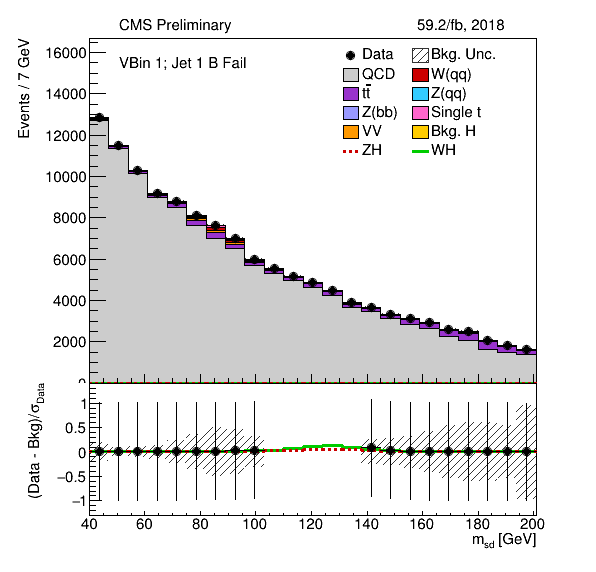 CMS Preliminary 59.2/fb, 2018
Events / 7 GeV
VBin 1; Jet 1 B Fail
Data Bkg. Unc.
QCD W(qq)
tt̄ Z(qq)
Z(bb) Single t
VV Bkg. H
ZH WH
16000
14000
12000
10000
8000
6000
4000
2000
0
(Data - Bkg)/σData
1
0.5
0
−0.5
−1
40 60 80 100 120 140 160 180 200
msd [GeV]